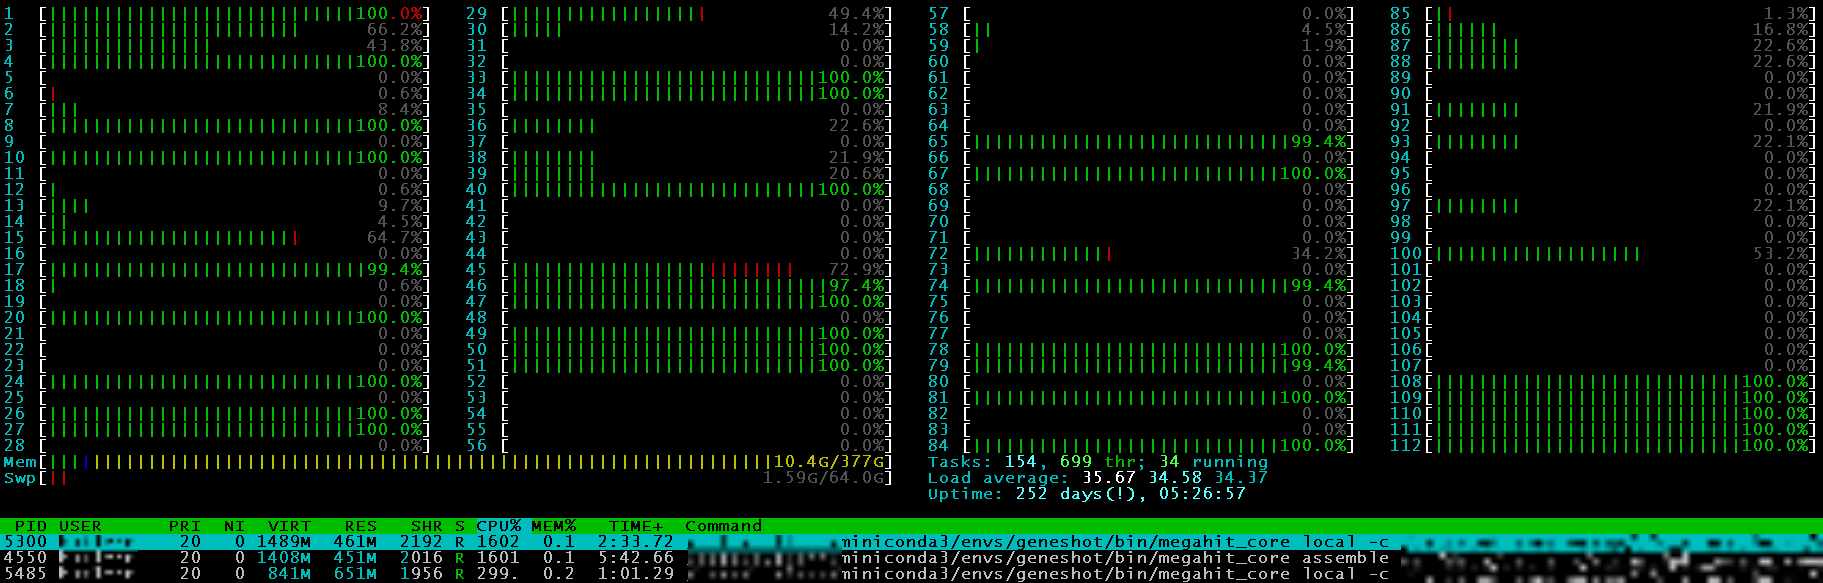 1 [100.0%] 29 [49.4%] 57 [0.0%] 85 [1.3%]
2 [66.2%] 30 [14.2%] 58 [4.5%] 86 [16.8%]
3 [43.8%] 31 [0.0%] 59 [1.9%] 87 [22.6%]
4 [100.0%] 32 [0.0%] 60 [0.0%] 88 [22.6%]
5 [0.0%] 33 [100.0%] 61 [0.0%] 89 [0.0%]
6 [0.6%] 34 [100.0%] 62 [0.0%] 90 [0.0%]
7 [8.4%] 35 [0.0%] 63 [0.0%] 91 [21.9%]
8 [100.0%] 36 [22.6%] 64 [0.0%] 92 [0.0%]
9 [0.0%] 37 [0.0%] 65 [99.4%] 93 [22.1%]
10 [100.0%] 38 [21.9%] 66 [0.0%] 94 [0.0%]
11 [0.0%] 39 [20.6%] 67 [100.0%] 95 [0.0%]
12 [0.6%] 40 [100.0%] 68 [0.0%] 96 [0.0%]
13 [9.7%] 41 [0.0%] 69 [0.0%] 97 [22.1%]
14 [4.5%] 42 [0.0%] 70 [0.0%] 98 [0.0%]
15 [64.7%] 43 [0.0%] 71 [0.0%] 99 [0.0%]
16 [0.0%] 44 [0.0%] 72 [34.2%] 100 [53.2%]
17 [99.4%] 45 [72.9%] 73 [0.0%] 101 [0.0%]
18 [0.6%] 46 [97.4%] 74 [99.4%] 102 [0.0%]
19 [0.0%] 47 [100.0%] 75 [0.0%] 103 [0.0%]
20 [100.0%] 48 [0.0%] 76 [0.0%] 104 [0.0%]
21 [0.0%] 49 [100.0%] 77 [0.0%] 105 [0.0%]
22 [0.0%] 50 [100.0%] 78 [100.0%] 106 [0.0%]
23 [0.0%] 51 [100.0%] 79 [99.4%] 107 [0.0%]
24 [100.0%] 52 [0.0%] 80 [0.0%] 108 [100.0%]
25 [0.0%] 53 [0.0%] 81 [100.0%] 109 [100.0%]
26 [100.0%] 54 [0.0%] 82 [0.0%] 110 [100.0%]
27 [100.0%] 55 [0.0%] 83 [0.0%] 111 [100.0%]
28 [0.0%] 56 [0.0%] 84 [100.0%] 112 [100.0%]
Mem[10.4G/377G] Tasks: 154, 699 thr; 34 running
Swp[1.59G/64.0G] Load average: 35.67 34.58 34.37
Uptime: 252 days(!), 05:26:57
PID USER PRI NI VIRT RES SHR S CPU% MEM% TIME+ Command
5300 20 0 1489M 461M 2192 R 1602 0.1 2:33.72 miniconda3/envs/geneshot/bin/megahit_core local -c
4550 20 0 1408M 451M 2016 R 1601 0.1 5:42.66 miniconda3/envs/geneshot/bin/megahit_core assemble
5485 20 0 841M 651M 1956 R 299. 0.2 1:01.29 miniconda3/envs/geneshot/bin/megahit_core local -c